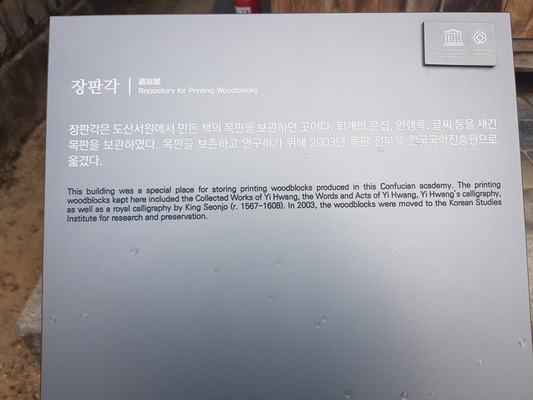 장판각 藏板閣
Repository for Printing Woodblocks
장판각은 도산서원에서 만든 책의 목판을 보관하던 곳이다. 퇴계의 문집, 언행록, 글씨 등을 새긴
목판을 보관하였다. 목판을 보존하고 연구하기 위해 2003년 목판 전부를 한국국학진흥원으로
옮겼다.
This building was a special place for storing printing woodblocks produced in this Confucian academy. The printing
woodblocks kept here included the Collected Works of Yi Hwang, the Words and Acts of Yi Hwang, Yi Hwang's calligraphy,
as well as a royal calligraphy by King Seonjo (r. 1567-1608). In 2003, the woodblocks were moved to the Korean Studies
Institute for research and preservation.